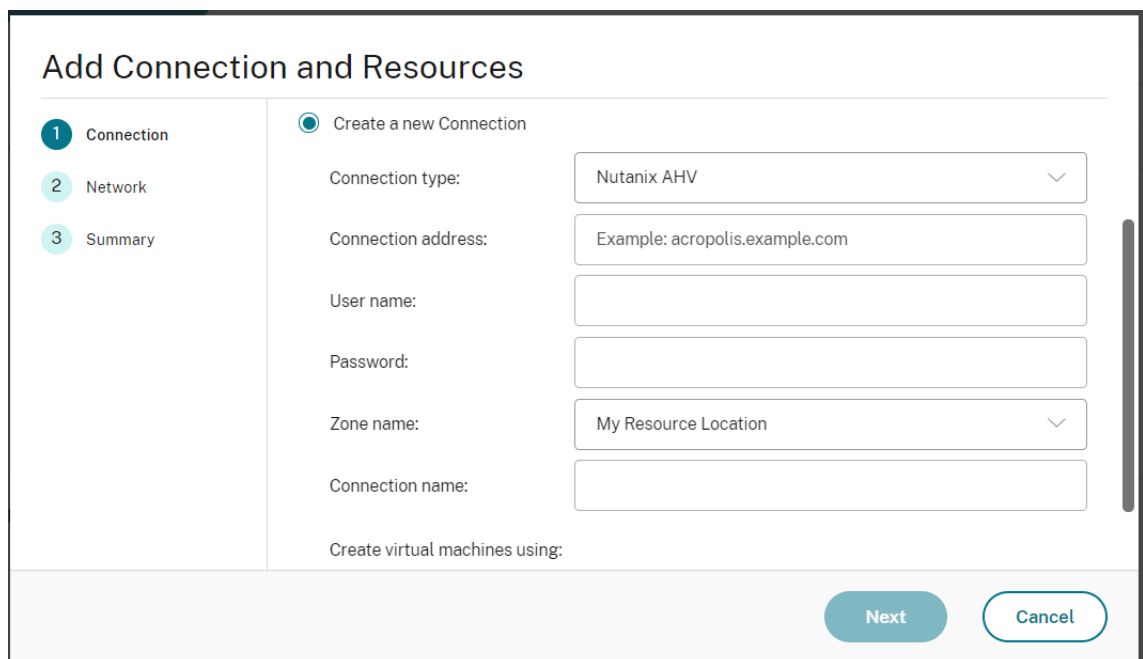 Add Connection and Resources
1 Connection
2 Network
3 Summary
Create a new Connection
Connection type: Nutanix AHV
Connection address: Example: acropolis.example.com
User name:
Password:
Zone name: My Resource Location
Connection name:
Create virtual machines using:
Next Cancel